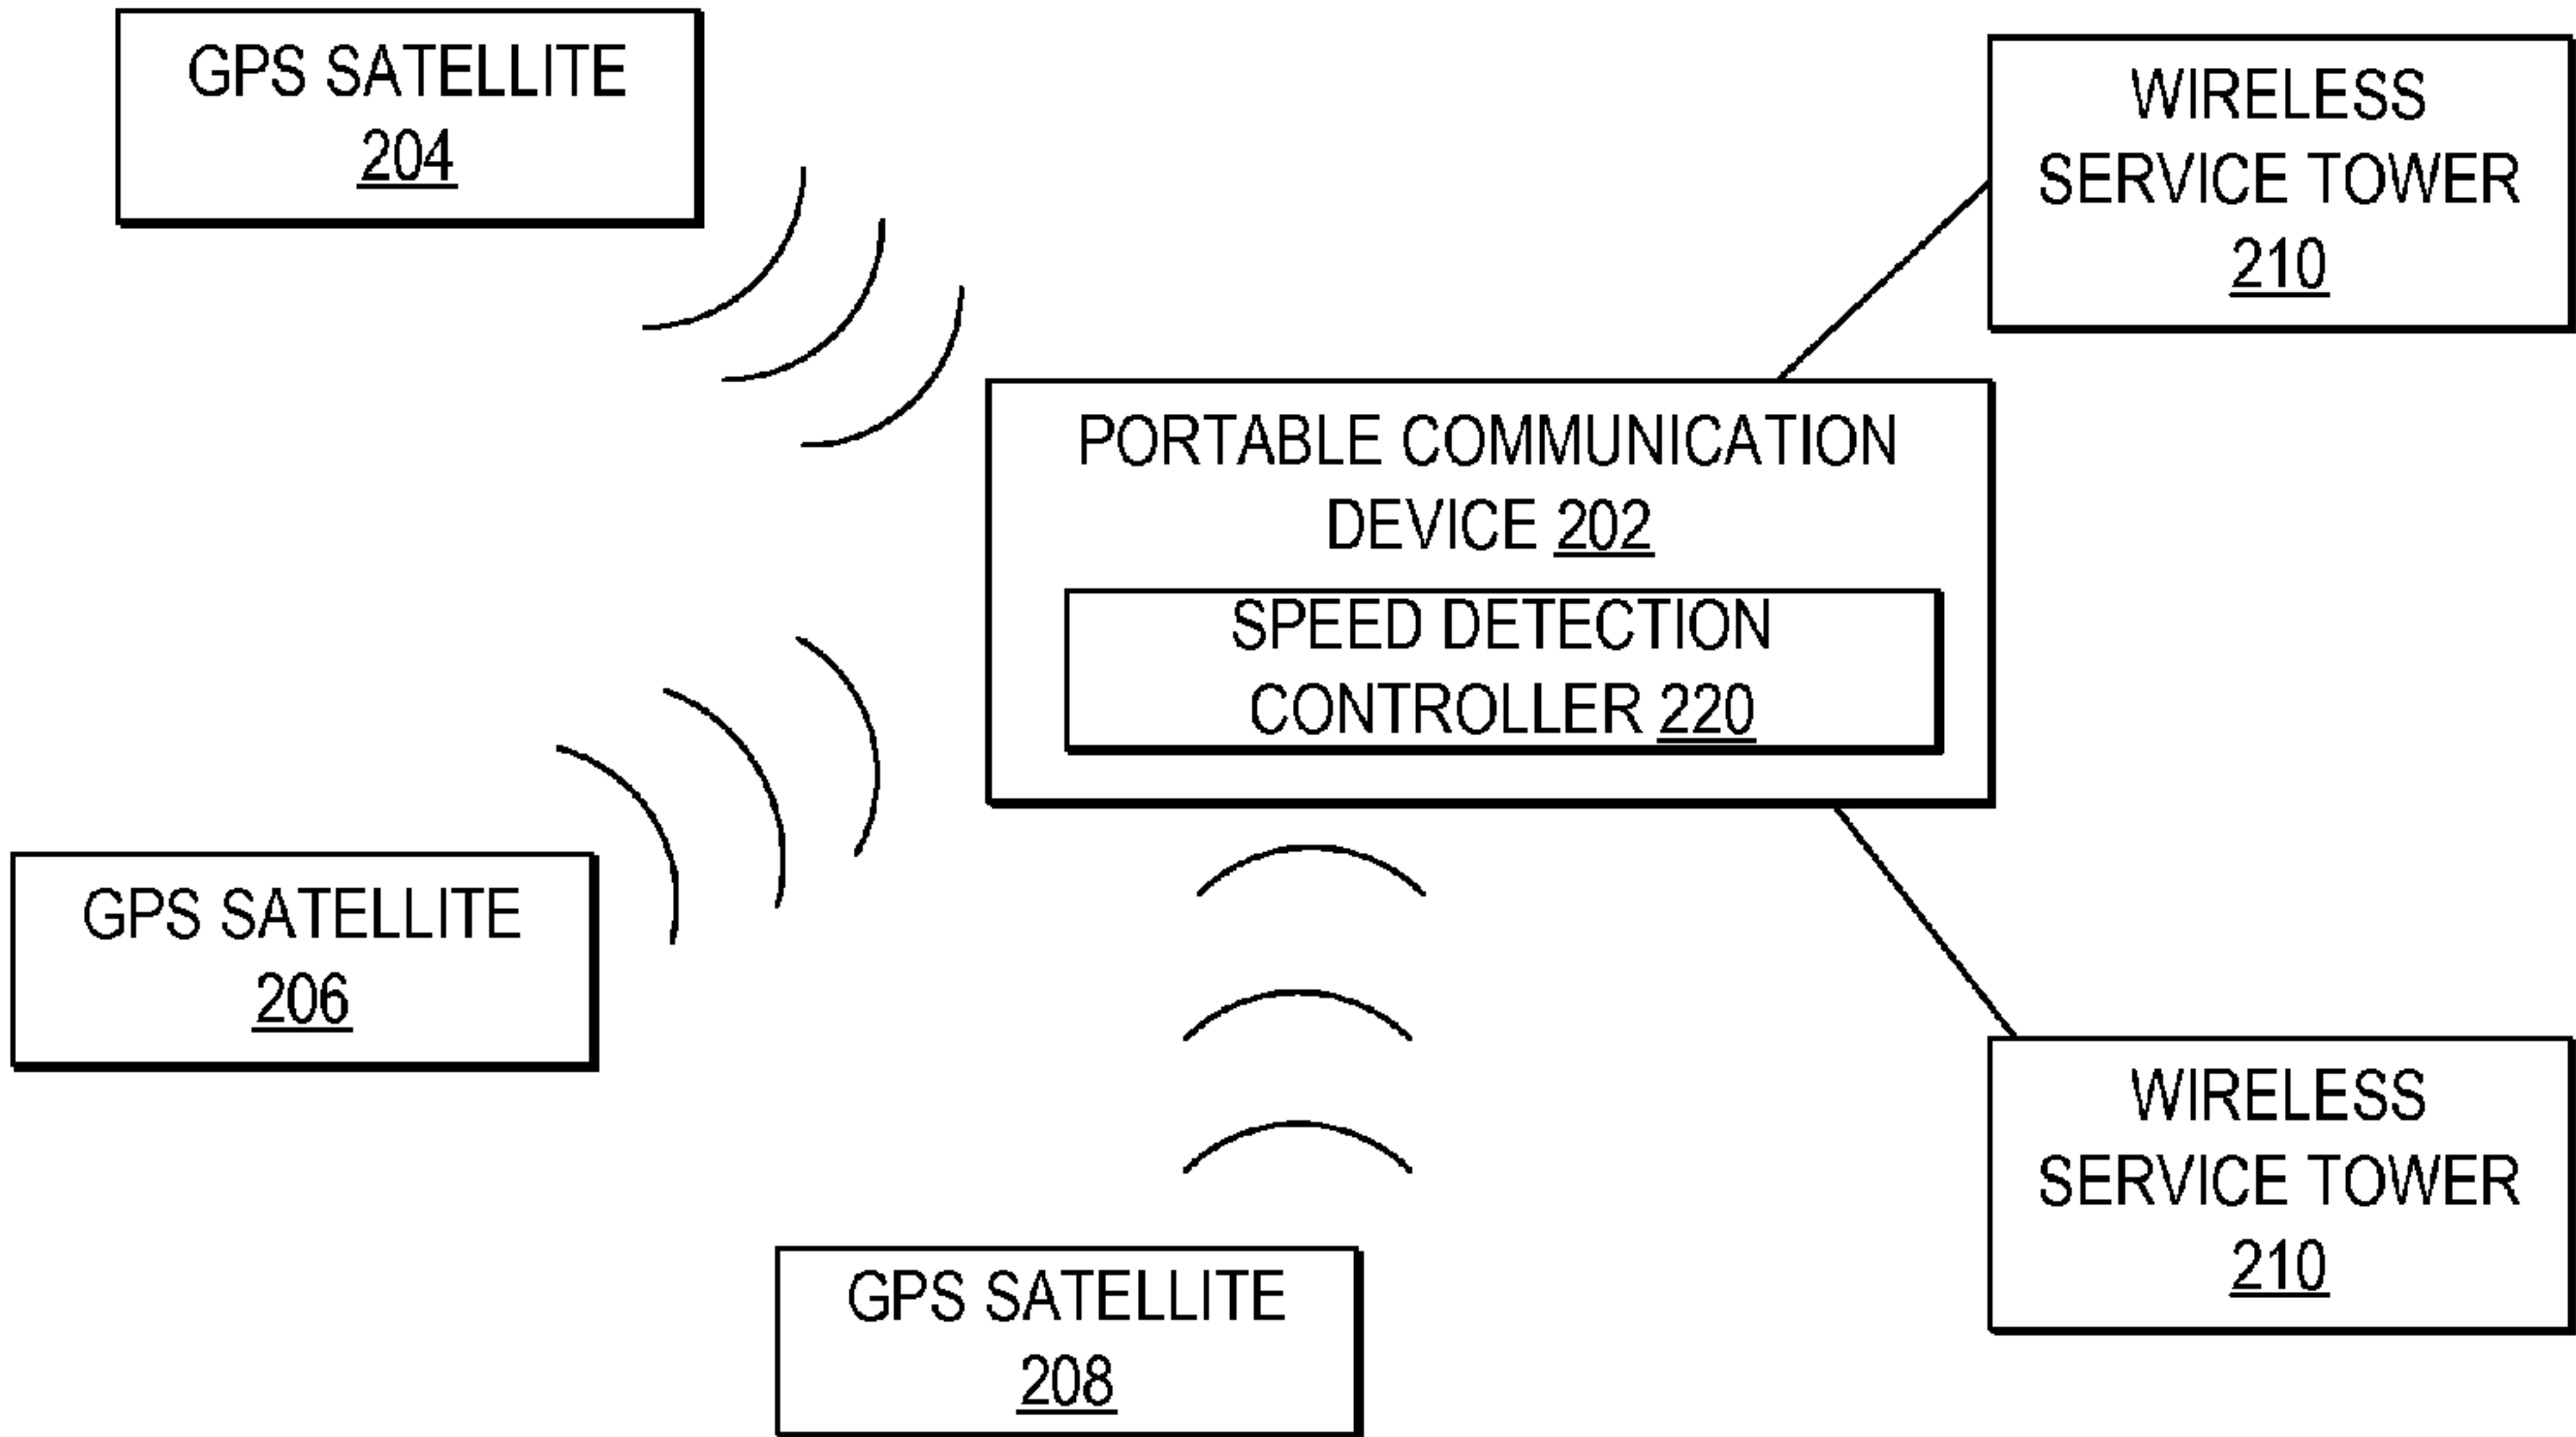 GPS SATELLITE
204
WIRELESS
SERVICE TOWER
210
PORTABLE COMMUNICATION
DEVICE 202
SPEED DETECTION
CONTROLLER 220
GPS SATELLITE
206
WIRELESS
SERVICE TOWER
210
GPS SATELLITE
208